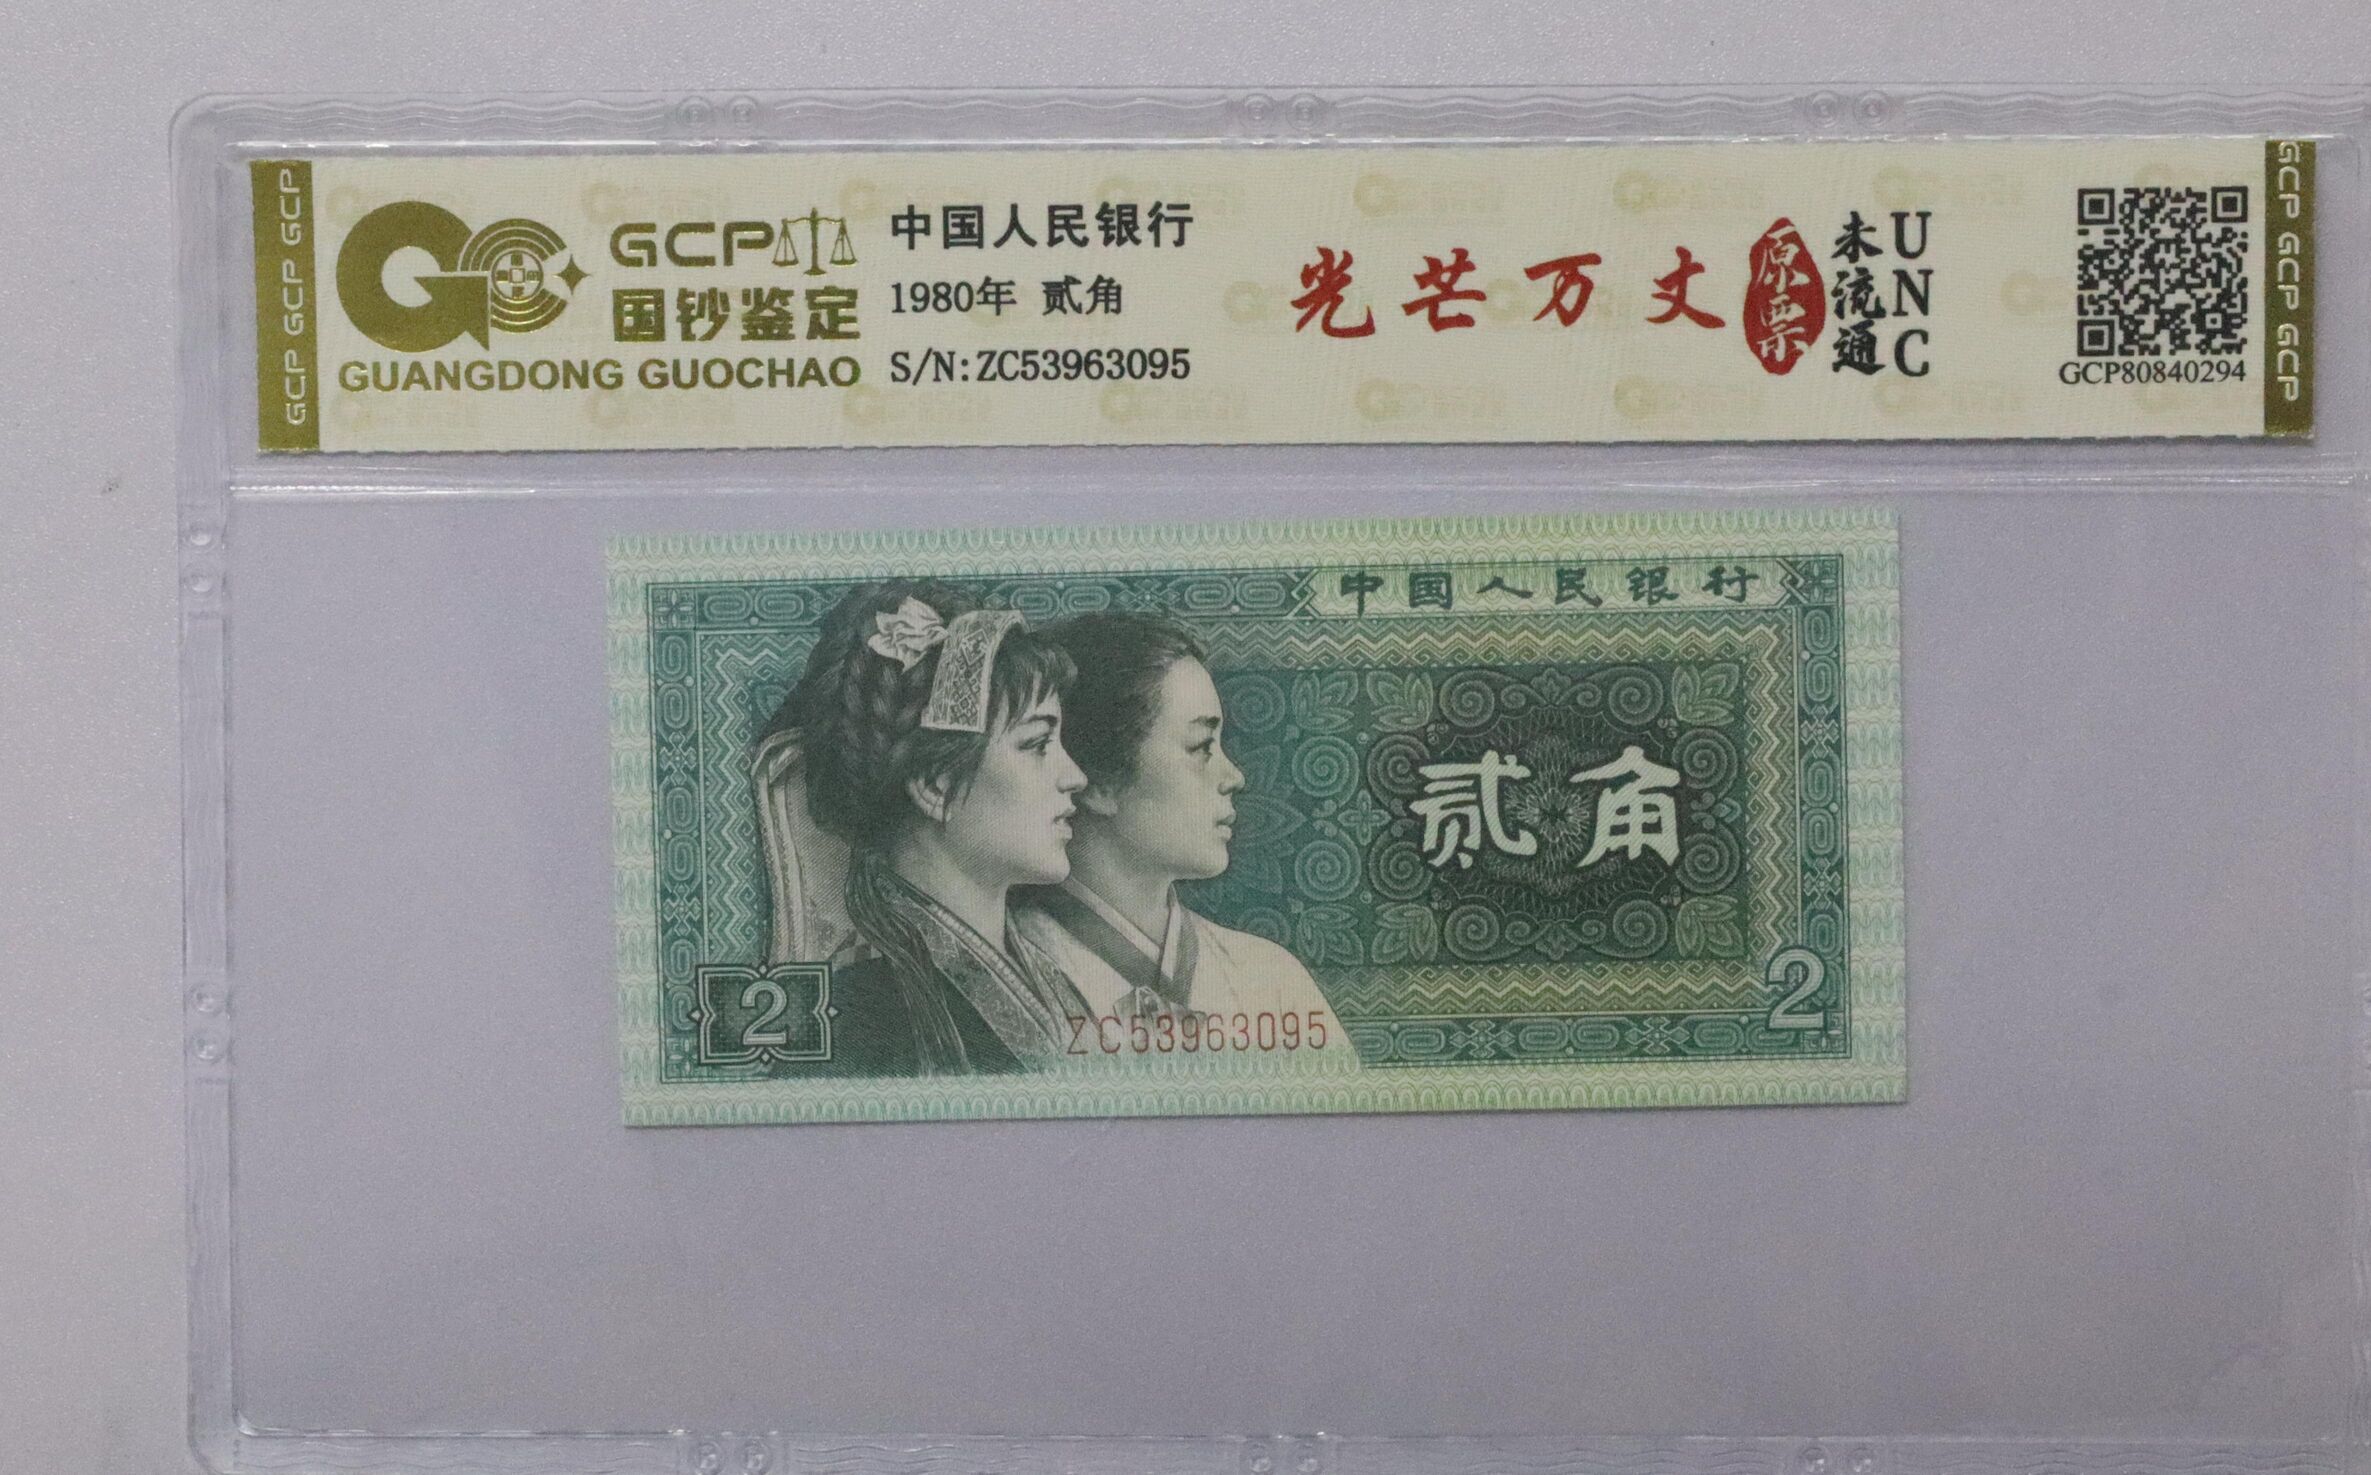 GCP GCP GCP
GCP
国钞鉴定
GUANGDONG GUOCHAO
中国人民银行
1980年 贰角
S/N:ZC53963095
光芒万丈
原票
未流通
UNC
GCP80840294
GCP GCP GCP
中国人民银行
贰角
2
2
ZC53963095